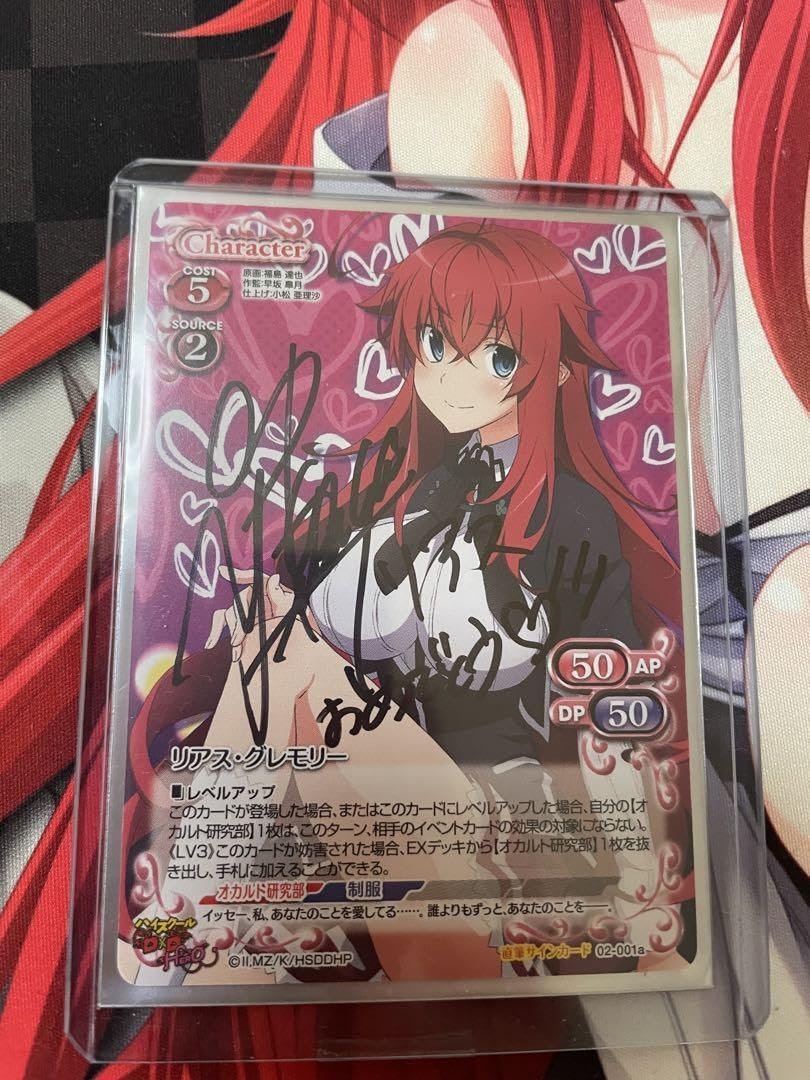 Character
COST
5
原画:福島 達也
作監:早坂 皐月
仕上げ:小松 亜理沙
SOURCE
2
おめでとう
50 AP
DP 50
リアス・グレモリー
■レベルアップ
このカードが登場した場合、またはこのカードにレベルアップした場合、自分の【オ
カルト研究部】1枚は、このターン、相手のイベントカードの効果の対象にならない。
《LV3》このカードが妨害された場合、EXデッキから【オカルト研究部】1枚を抜
き出し、手札に加えることができる。
オカルト研究部 制服
イッセー、私、あなたのことを愛してる……。誰よりもずっと、あなたのことを――。
ハイスクール
D×D
HERO
©II,MZ/K/HSDDHP
直筆サインカード 02-001a